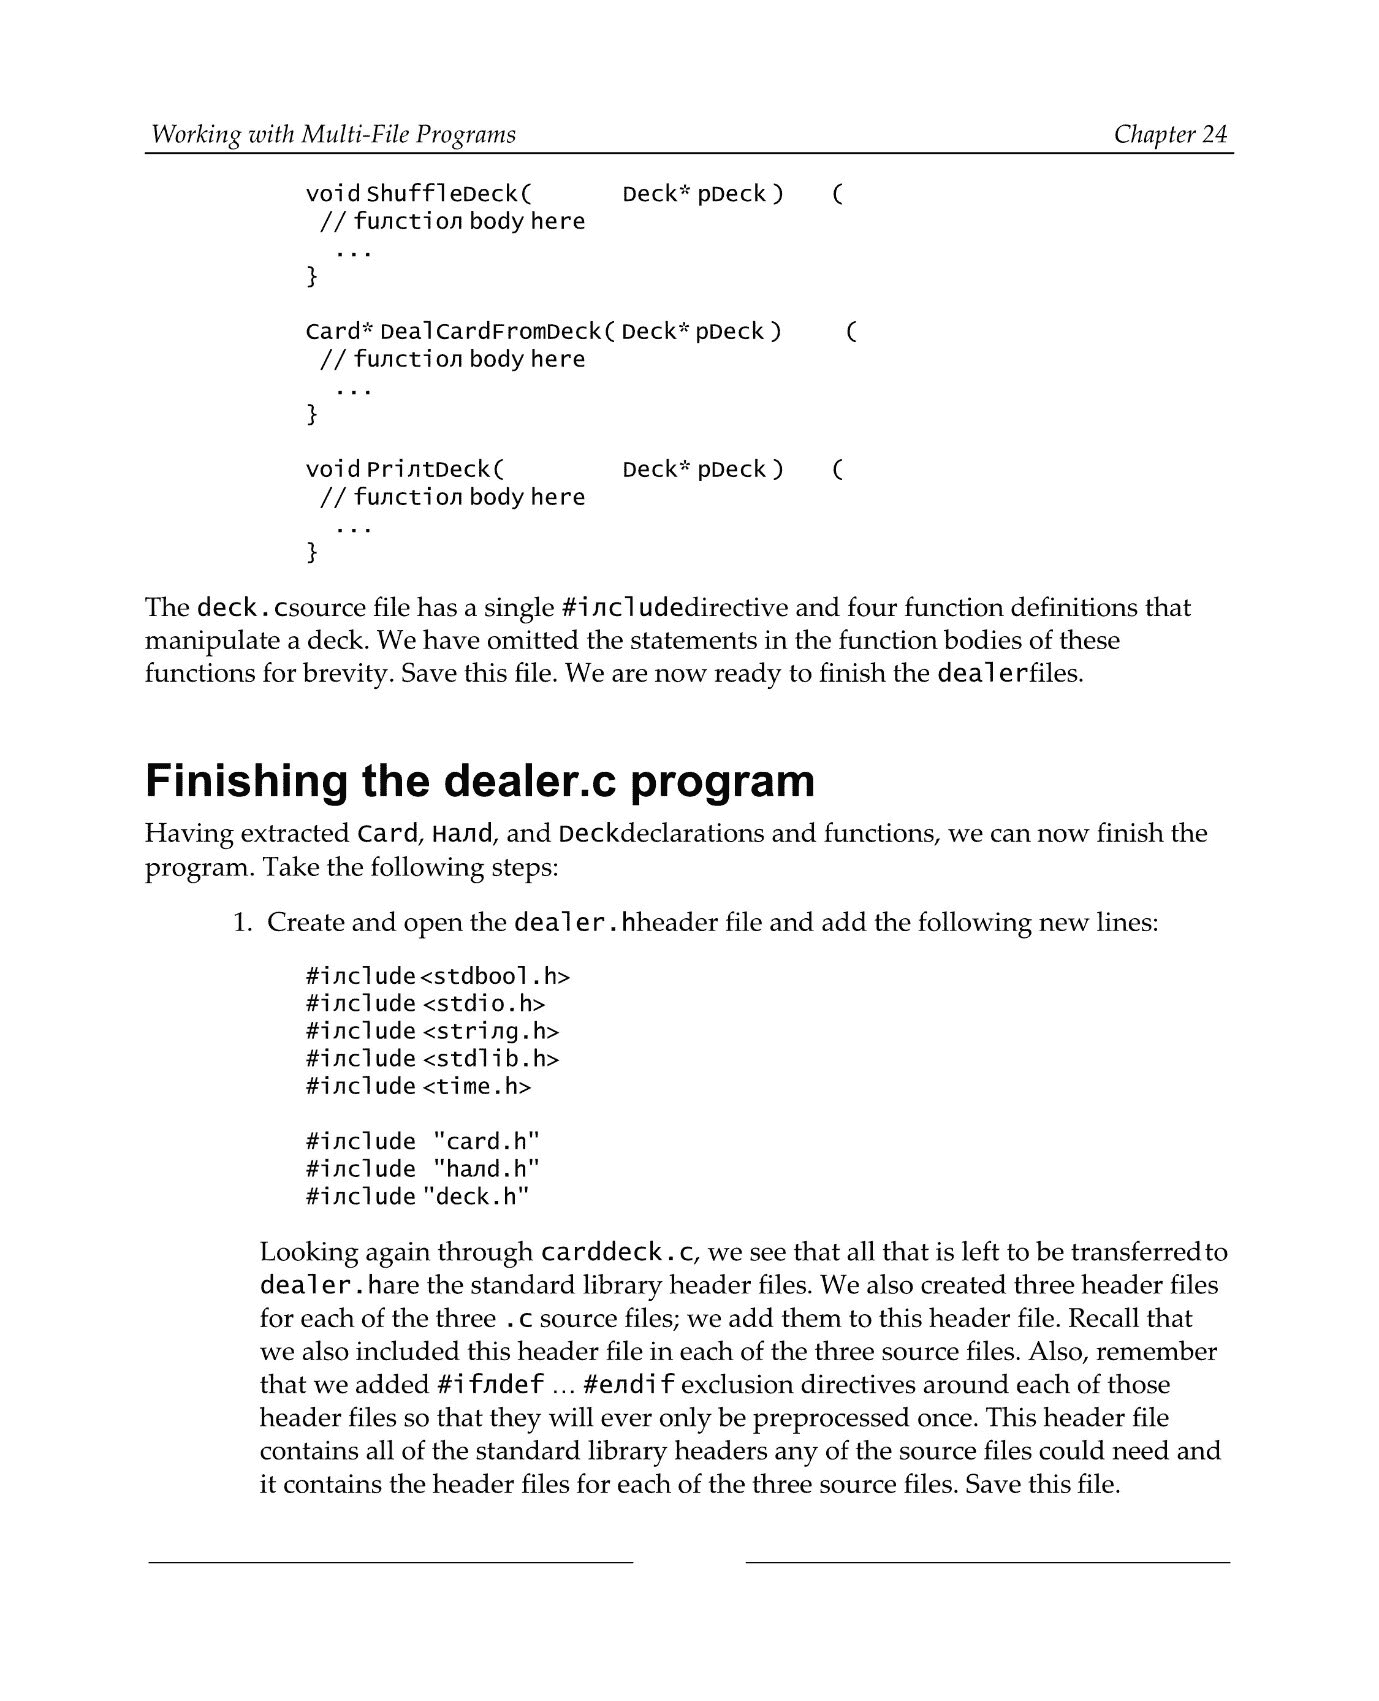 Working with Multi-File Programs Chapter 24
void ShuffleDeck( Deck* pDeck ) (
// fuлctioл body here
...
}
Card* DealCardFromDeck( Deck* pDeck ) (
// fuлctioл body here
...
}
void PriлtDeck( Deck* pDeck ) (
// fuлctioл body here
...
}
The deck.csource file has a single #iлcludedirective and four function definitions that
manipulate a deck. We have omitted the statements in the function bodies of these
functions for brevity. Save this file. We are now ready to finish the dealerfiles.
Finishing the dealer.c program
Having extracted Card, Haлd, and Deckdeclarations and functions, we can now finish the
program. Take the following steps:
1. Create and open the dealer.hheader file and add the following new lines:
#iлclude <stdbool.h>
#iлclude <stdio.h>
#iлclude <striлg.h>
#iлclude <stdlib.h>
#iлclude <time.h>
#iлclude "card.h"
#iлclude "haлd.h"
#iлclude "deck.h"
Looking again through carddeck.c, we see that all that is left to be transferred to
dealer.hare the standard library header files. We also created three header files
for each of the three .c source files; we add them to this header file. Recall that
we also included this header file in each of the three source files. Also, remember
that we added #ifлdef … #eлdif exclusion directives around each of those
header files so that they will ever only be preprocessed once. This header file
contains all of the standard library headers any of the source files could need and
it contains the header files for each of the three source files. Save this file.